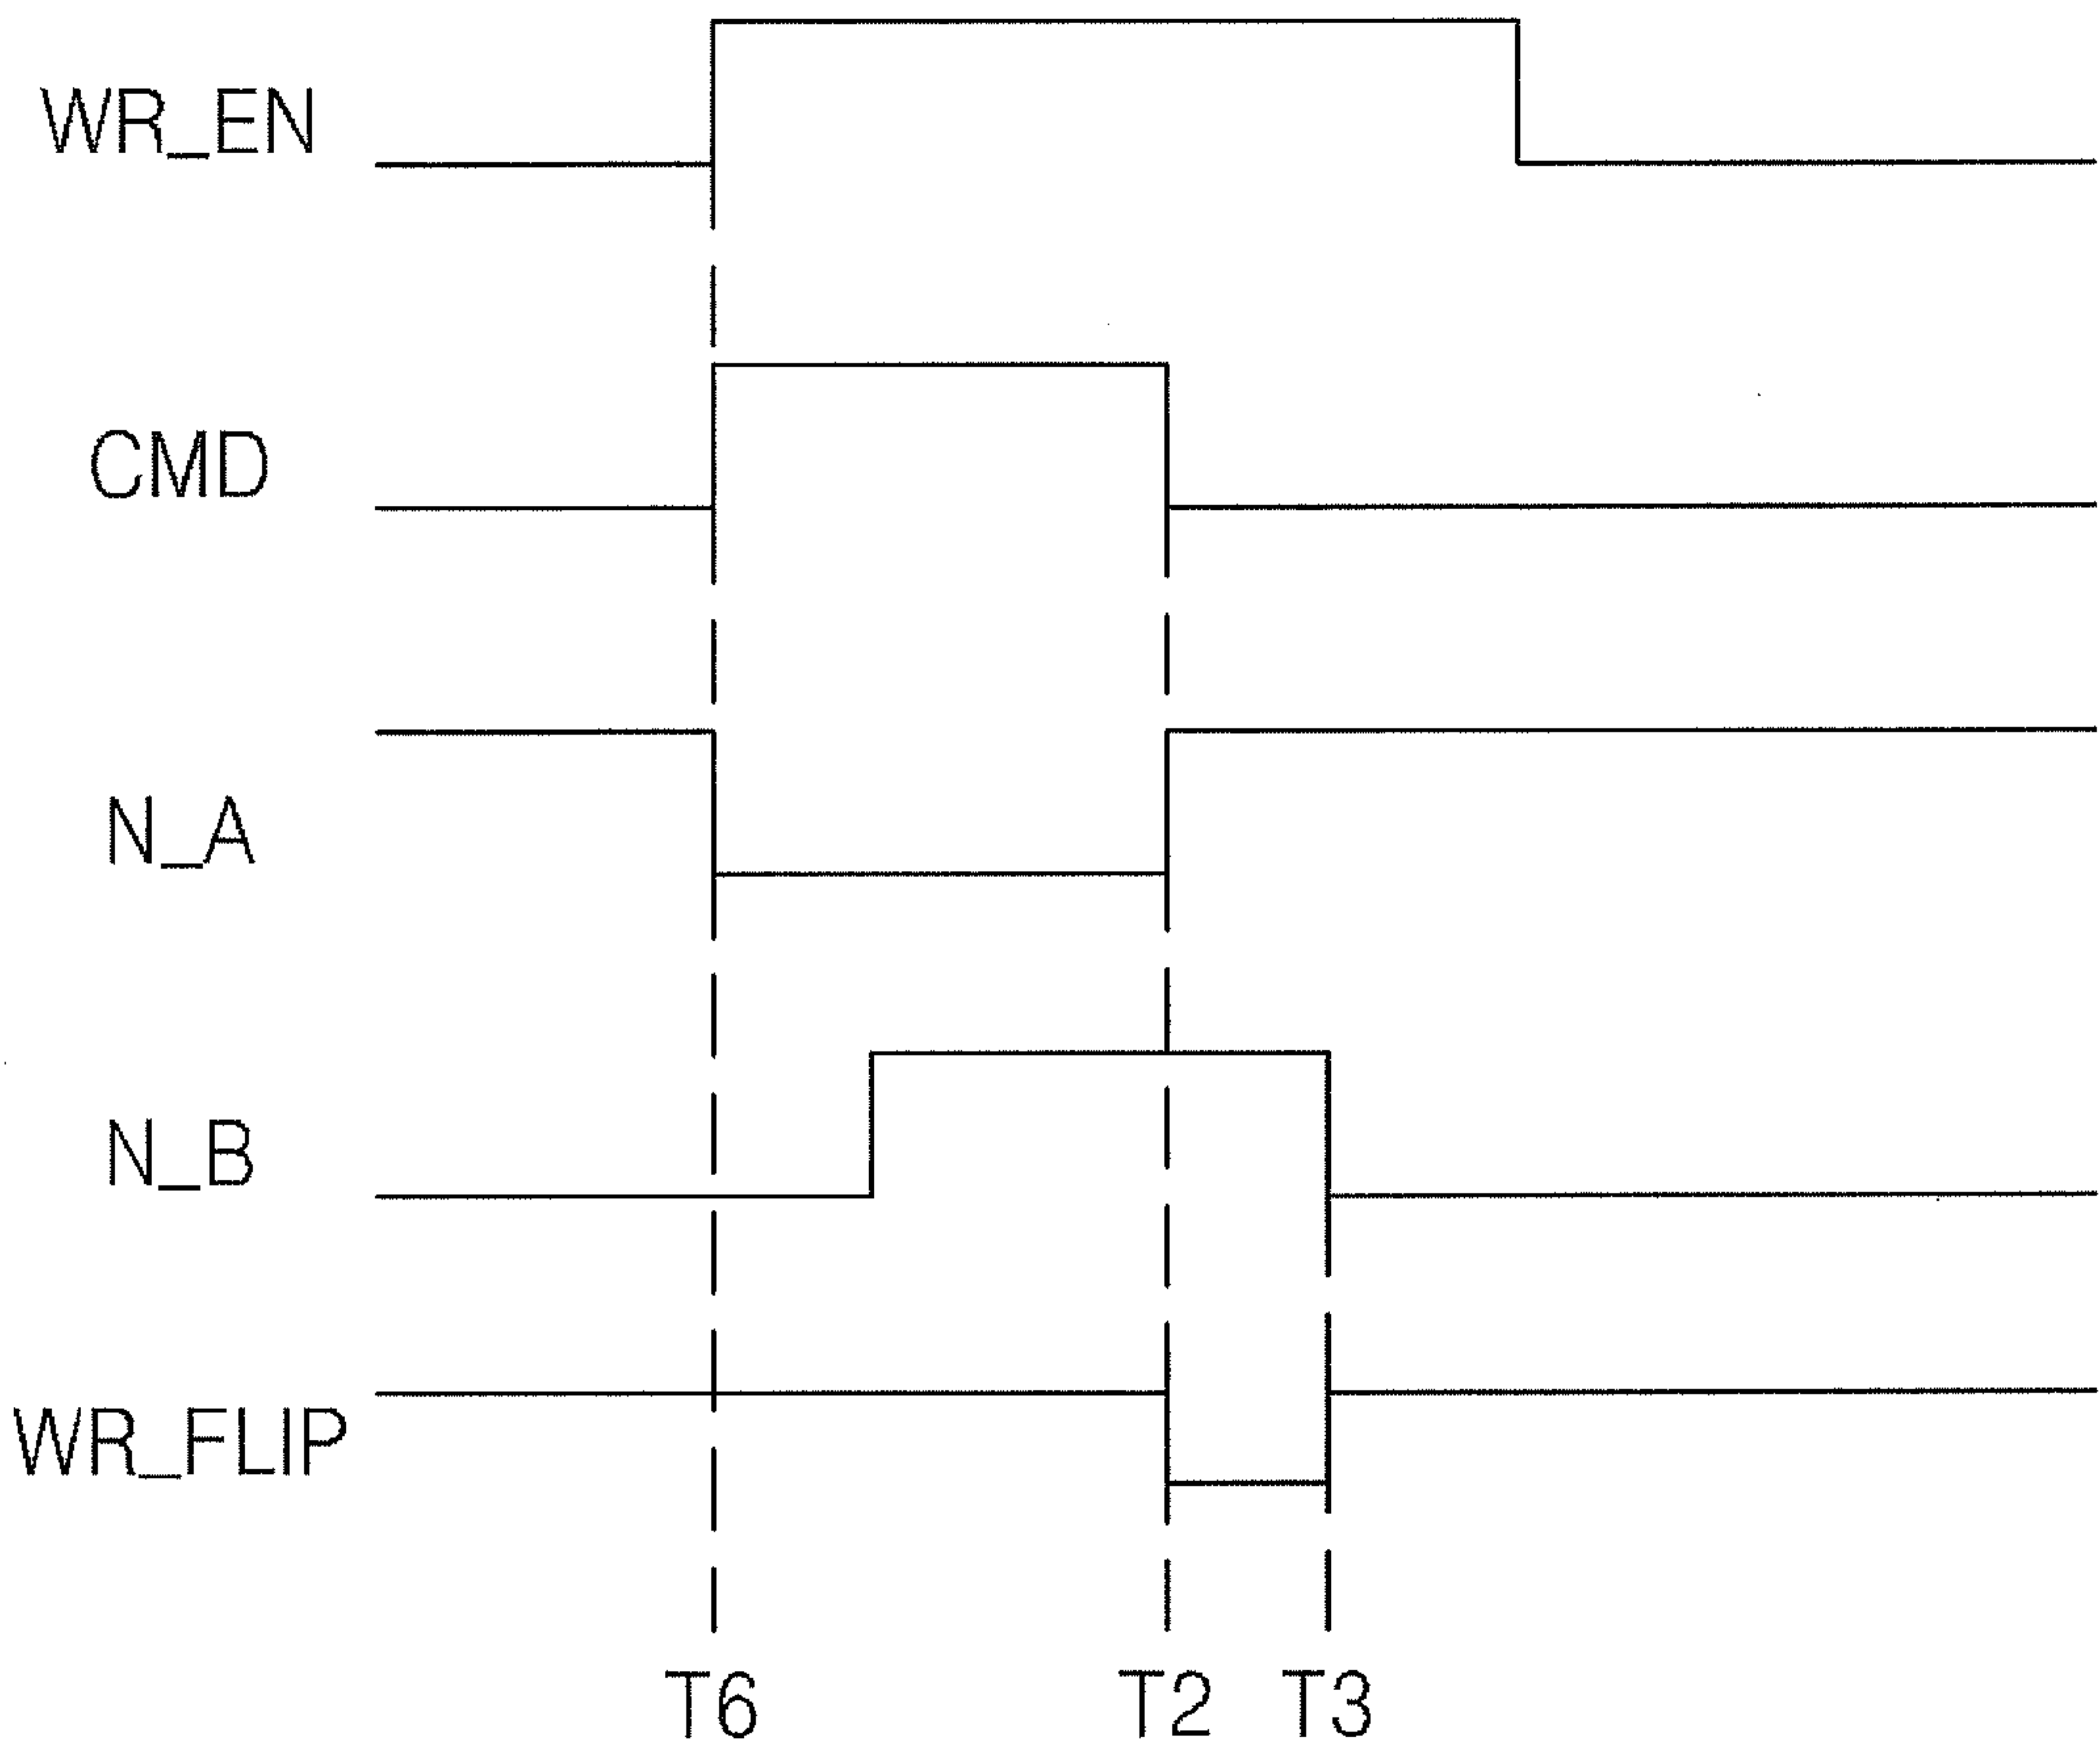 WR_EN
CMD
N_A
N_B
WR_FLIP
T6 T2 T3